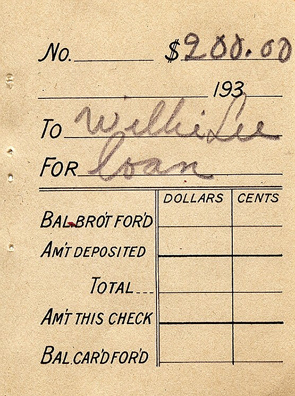 No. $200.00
193
To Willie Lee
For loan
DOLLARS CENTS
BAL.BRO'T FOR'D
AM'T DEPOSITED
TOTAL
AM'T THIS CHECK
BAL.CAR'D FOR'D